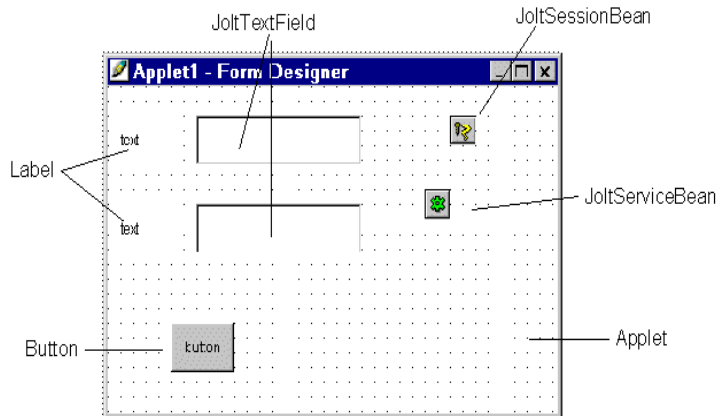 JoltTextField
JoltSessionBean
Applet1 - Form Designer
text
Label
JoltServiceBean
text
Button
button
Applet